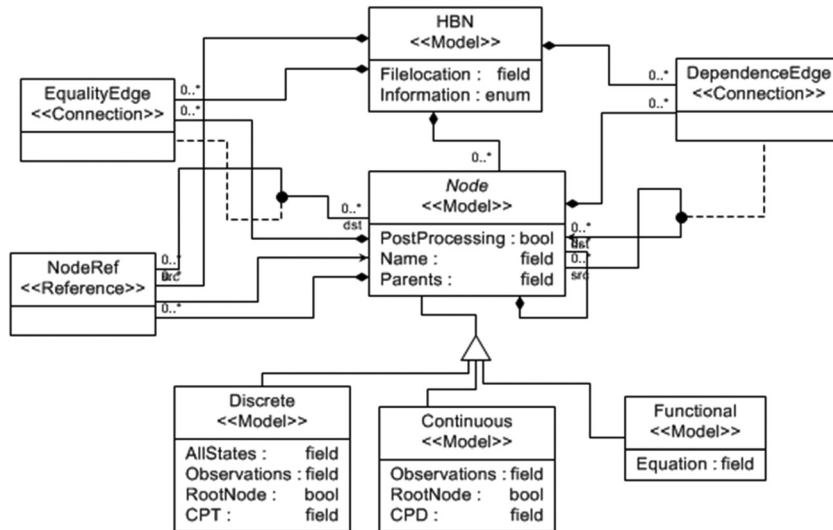 HBN
<<Model>>
Filelocation : field
Information : enum
EqualityEdge
<<Connection>>
0..*
0..*
DependenceEdge
<<Connection>>
0..*
0..*
0..*
Node
<<Model>>
PostProcessing : bool
Name : field
Parents : field
0..*
dst
0..*
dst
0..*
src
NodeRef
<<Reference>>
0..*
src
0..*
Discrete
<<Model>>
AllStates : field
Observations : field
RootNode : bool
CPT : field
Continuous
<<Model>>
Observations : field
RootNode : bool
CPD : field
Functional
<<Model>>
Equation : field